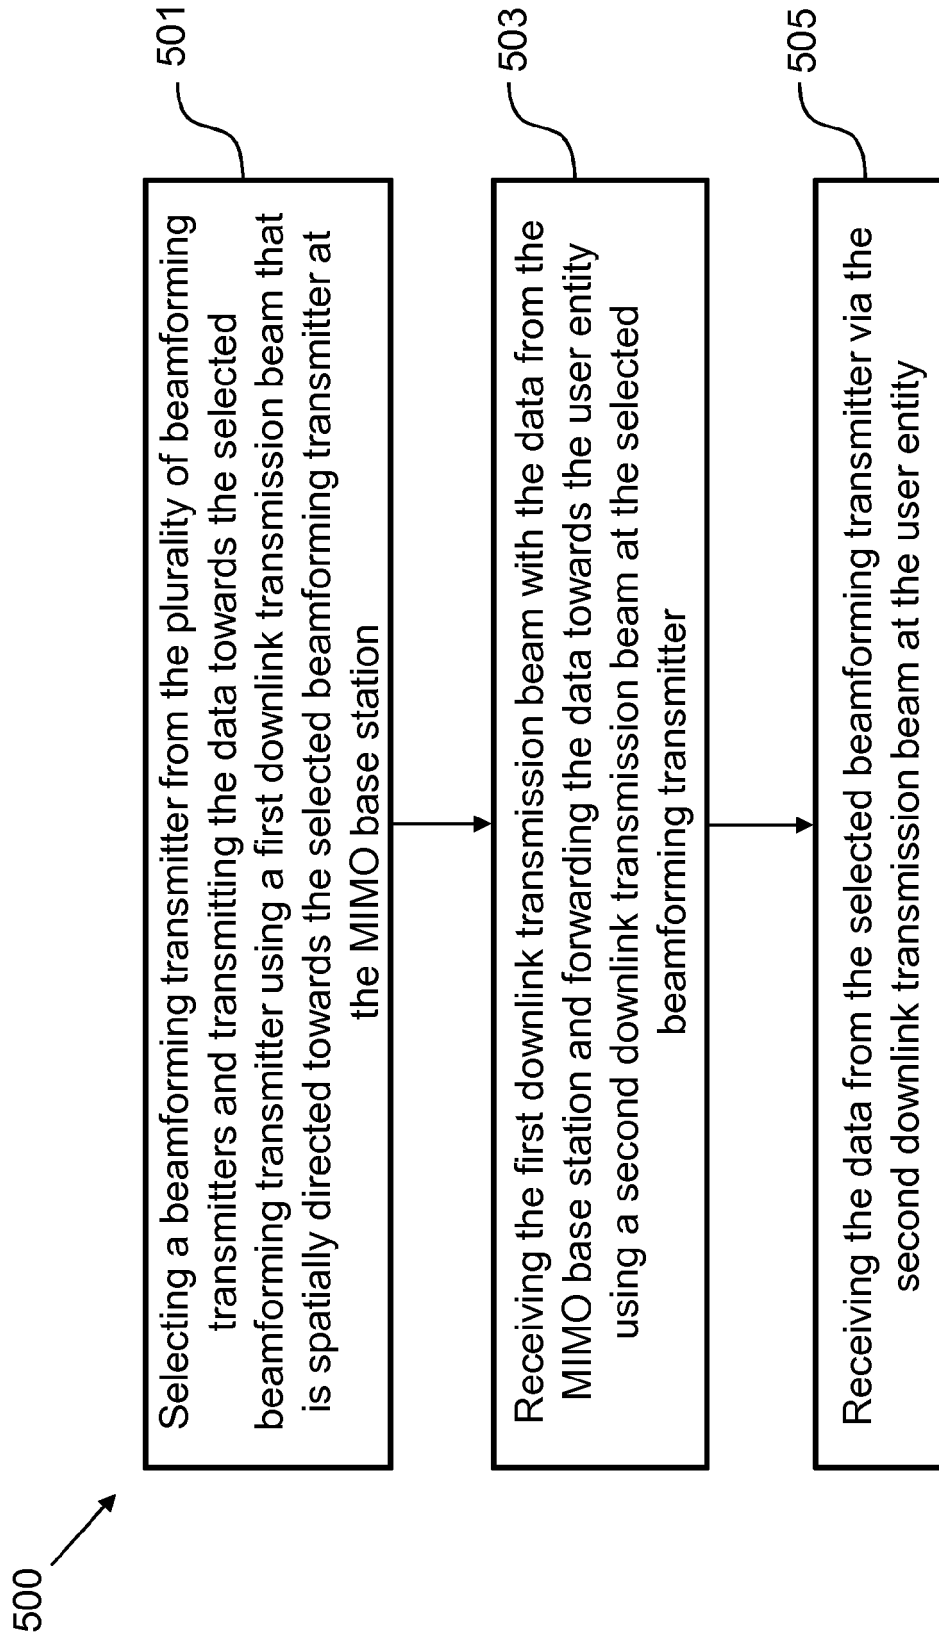 500
501
Selecting a beamforming transmitter from the plurality of beamforming
transmitters and transmitting the data towards the selected
beamforming transmitter using a first downlink transmission beam that
is spatially directed towards the selected beamforming transmitter at
the MIMO base station
503
Receiving the first downlink transmission beam with the data from the
MIMO base station and forwarding the data towards the user entity
using a second downlink transmission beam at the selected
beamforming transmitter
505
Receiving the data from the selected beamforming transmitter via the
second downlink transmission beam at the user entity